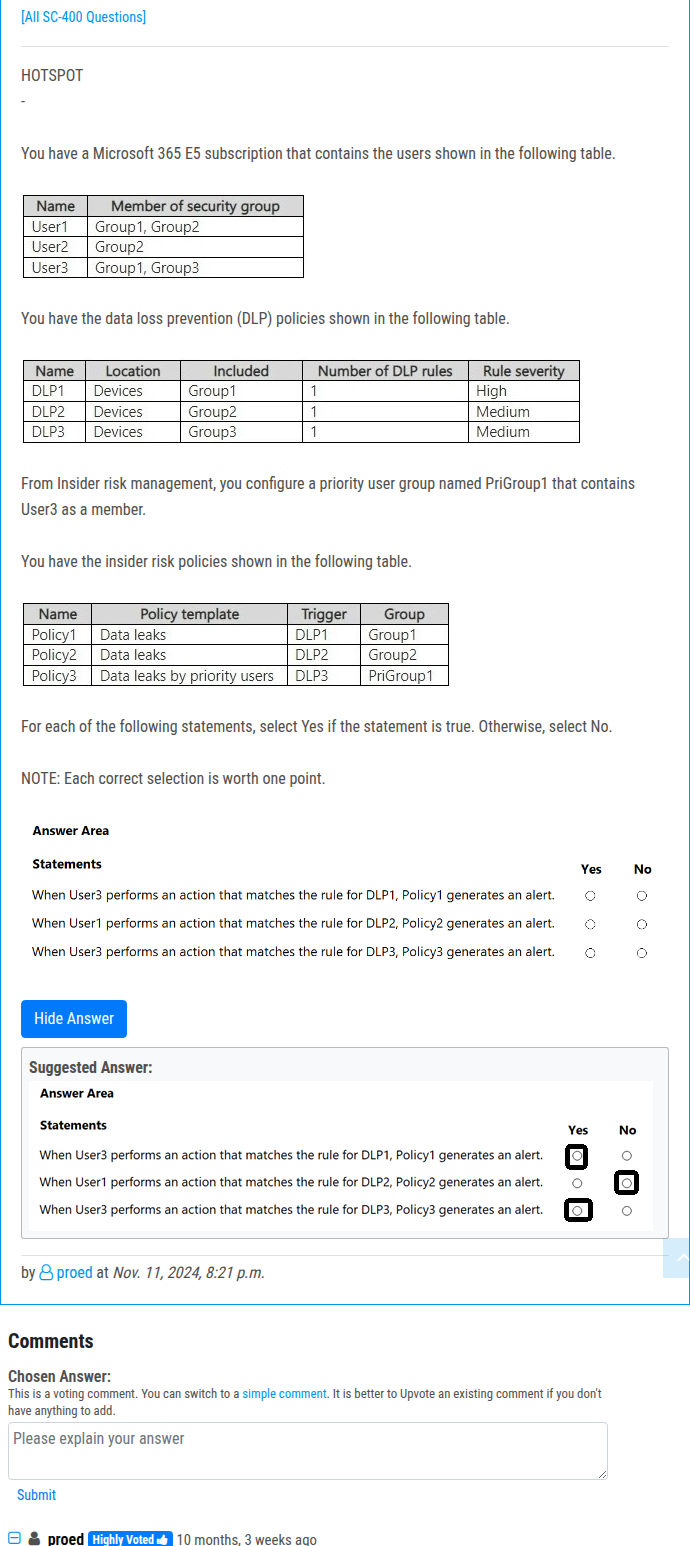 [All SC-400 Questions]
HOTSPOT
-
You have a Microsoft 365 E5 subscription that contains the users shown in the following table.
Name Member of security group
User1 Group1, Group2
User2 Group2
User3 Group1, Group3
You have the data loss prevention (DLP) policies shown in the following table.
Name Location Included Number of DLP rules Rule severity
DLP1 Devices Group1 1 High
DLP2 Devices Group2 1 Medium
DLP3 Devices Group3 1 Medium
From Insider risk management, you configure a priority user group named PriGroup1 that contains
User3 as a member.
You have the insider risk policies shown in the following table.
Name Policy template Trigger Group
Policy1 Data leaks DLP1 Group1
Policy2 Data leaks DLP2 Group2
Policy3 Data leaks by priority users DLP3 PriGroup1
For each of the following statements, select Yes if the statement is true. Otherwise, select No.
NOTE: Each correct selection is worth one point.
Answer Area
Statements Yes No
When User3 performs an action that matches the rule for DLP1, Policy1 generates an alert.
When User1 performs an action that matches the rule for DLP2, Policy2 generates an alert.
When User3 performs an action that matches the rule for DLP3, Policy3 generates an alert.
Hide Answer
Suggested Answer:
Answer Area
Statements Yes No
When User3 performs an action that matches the rule for DLP1, Policy1 generates an alert.
When User1 performs an action that matches the rule for DLP2, Policy2 generates an alert.
When User3 performs an action that matches the rule for DLP3, Policy3 generates an alert.
by proed at Nov. 11, 2024, 8:21 p.m.
Comments
Chosen Answer:
This is a voting comment. You can switch to a simple comment. It is better to Upvote an existing comment if you don't
have anything to add.
Please explain your answer
Submit
proed Highly Voted 10 months, 3 weeks ago